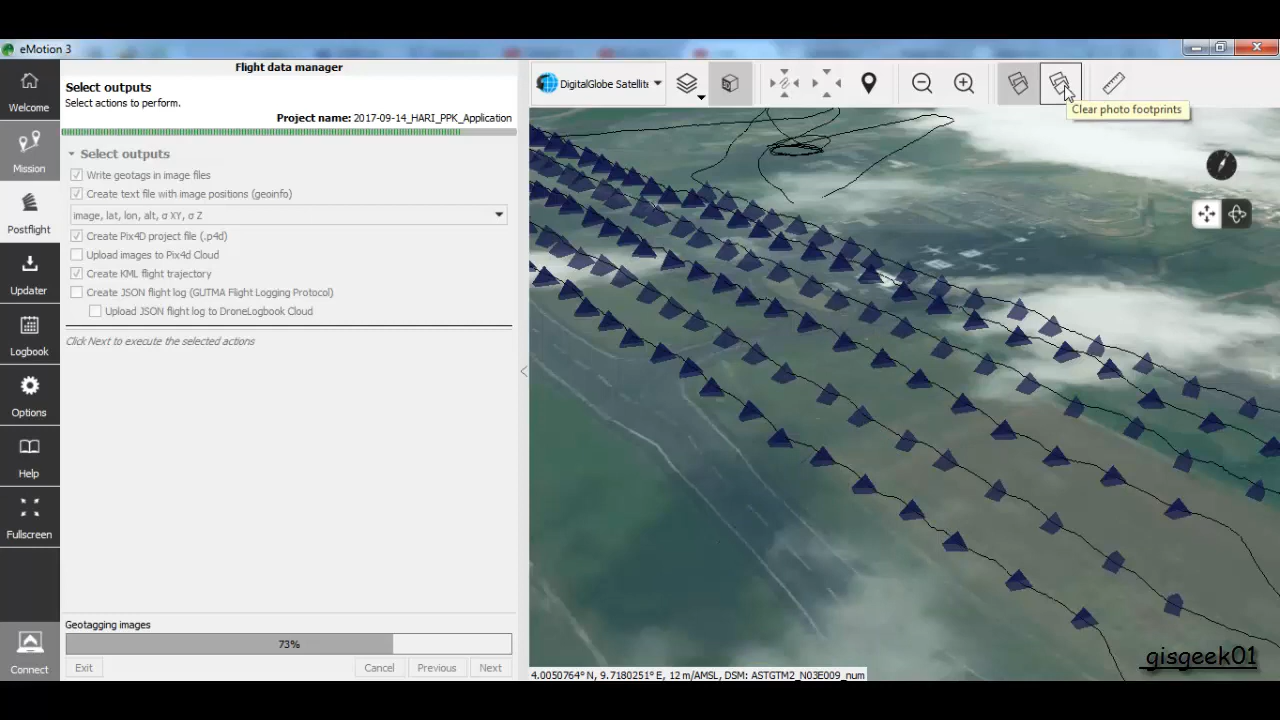 eMotion 3
Welcome
Mission
Postflight
Updater
Logbook
Options
Help
Fullscreen
Connect
Flight data manager
Select outputs
Select actions to perform.
Project name: 2017-09-14_HARI_PPK_Application
Select outputs
Write geotags in image files
Create text file with image positions (geoinfo)
image, lat, lon, alt, σ XY, σ Z
Create Pix4D project file (.p4d)
Upload images to Pix4d Cloud
Create KML flight trajectory
Create JSON flight log (GUTMA Flight Logging Protocol)
Upload JSON flight log to DroneLogbook Cloud
Click Next to execute the selected actions
Geotagging images
73%
Exit
Cancel
Previous
Next
DigitalGlobe Satellite
Clear photo footprints
4.0050764° N, 9.7180251° E, 12 m/AMSL, DSM: ASTGTM2_N03E009_num
gisgeek01